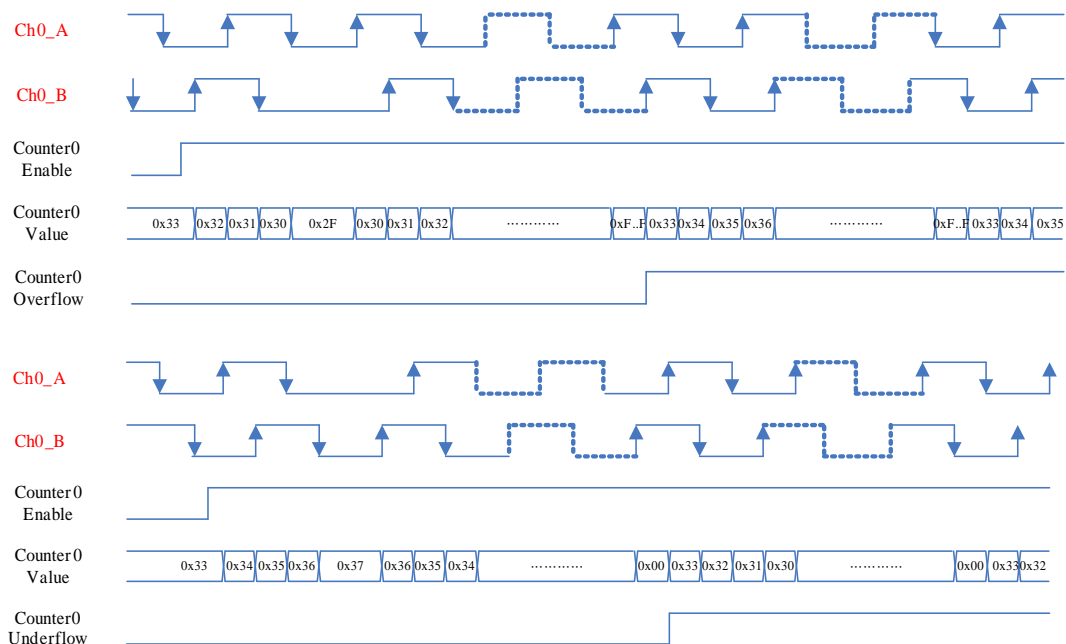 Ch0_A
Ch0_B
Counter0
Enable
Counter0
Value
0x33 0x32 0x31 0x30 0x2F 0x30 0x31 0x32 ………… 0xF..F 0x33 0x34 0x35 0x36 ………… 0xF..F 0x33 0x34 0x35
Counter0
Overflow
Ch0_A
Ch0_B
Counter0
Enable
Counter0
Value
0x33 0x34 0x35 0x36 0x37 0x36 0x35 0x34 ………… 0x00 0x33 0x32 0x31 0x30 ………… 0x00 0x33 0x32
Counter0
Underflow